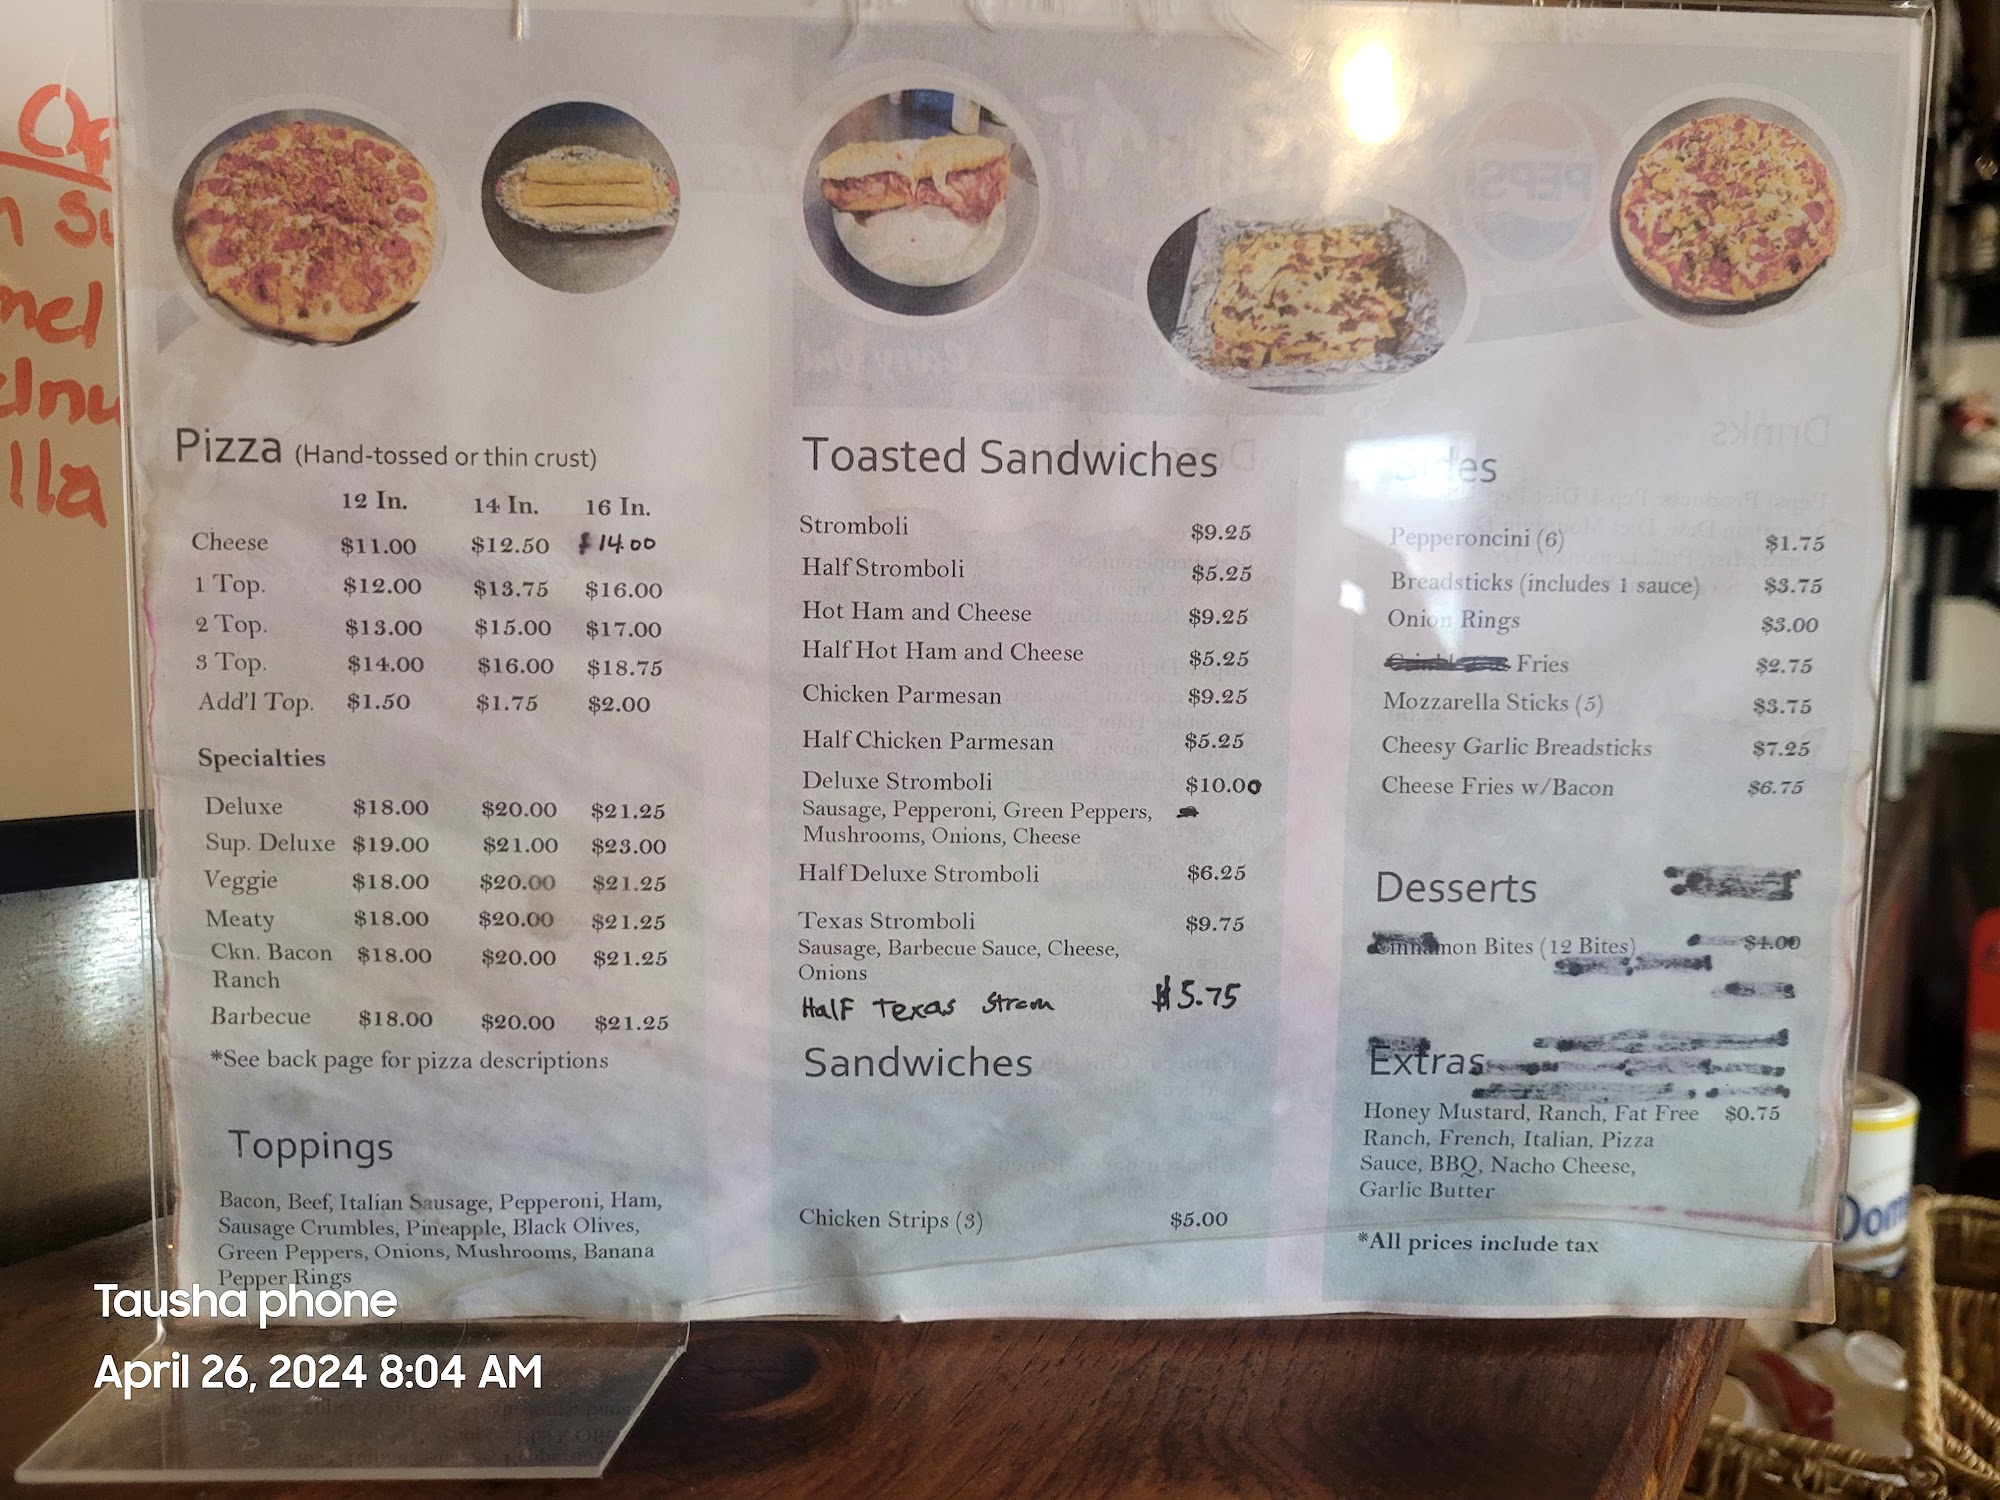 Pizza (Hand-tossed or thin crust)
12 In. 14 In. 16 In.
Cheese $11.00 $12.50 $14.00
1 Top. $12.00 $13.75 $16.00
2 Top. $13.00 $15.00 $17.00
3 Top. $14.00 $16.00 $18.75
Add'l Top. $1.50 $1.75 $2.00
Specialties
Deluxe $18.00 $20.00 $21.25
Sup. Deluxe $19.00 $21.00 $23.00
Veggie $18.00 $20.00 $21.25
Meaty $18.00 $20.00 $21.25
Ckn. Bacon $18.00 $20.00 $21.25
Ranch
Barbecue $18.00 $20.00 $21.25
*See back page for pizza descriptions
Toppings
Bacon, Beef, Italian Sausage, Pepperoni, Ham,
Sausage Crumbles, Pineapple, Black Olives,
Green Peppers, Onions, Mushrooms, Banana
Pepper Rings
Toasted Sandwiches
Stromboli $9.25
Half Stromboli $5.25
Hot Ham and Cheese $9.25
Half Hot Ham and Cheese $5.25
Chicken Parmesan $9.25
Half Chicken Parmesan $5.25
Deluxe Stromboli $10.00
Sausage, Pepperoni, Green Peppers,
Mushrooms, Onions, Cheese
Half Deluxe Stromboli $6.25
Texas Stromboli $9.75
Sausage, Barbecue Sauce, Cheese,
Onions
Half Texas Strom $5.75
Sandwiches
Chicken Strips (3) $5.00
Sides
Pepperoncini (6) $1.75
Breadsticks (includes 1 sauce) $3.75
Onion Rings $3.00
Fries $2.75
Mozzarella Sticks (5) $3.75
Cheesy Garlic Breadsticks $7.25
Cheese Fries w/Bacon $6.75
Desserts
Cinnamon Bites (12 Bites) $4.00
Extras
Honey Mustard, Ranch, Fat Free $0.75
Ranch, French, Italian, Pizza
Sauce, BBQ, Nacho Cheese,
Garlic Butter
*All prices include tax
PEPSI
Drinks
Tausha phone
April 26, 2024 8:04 AM